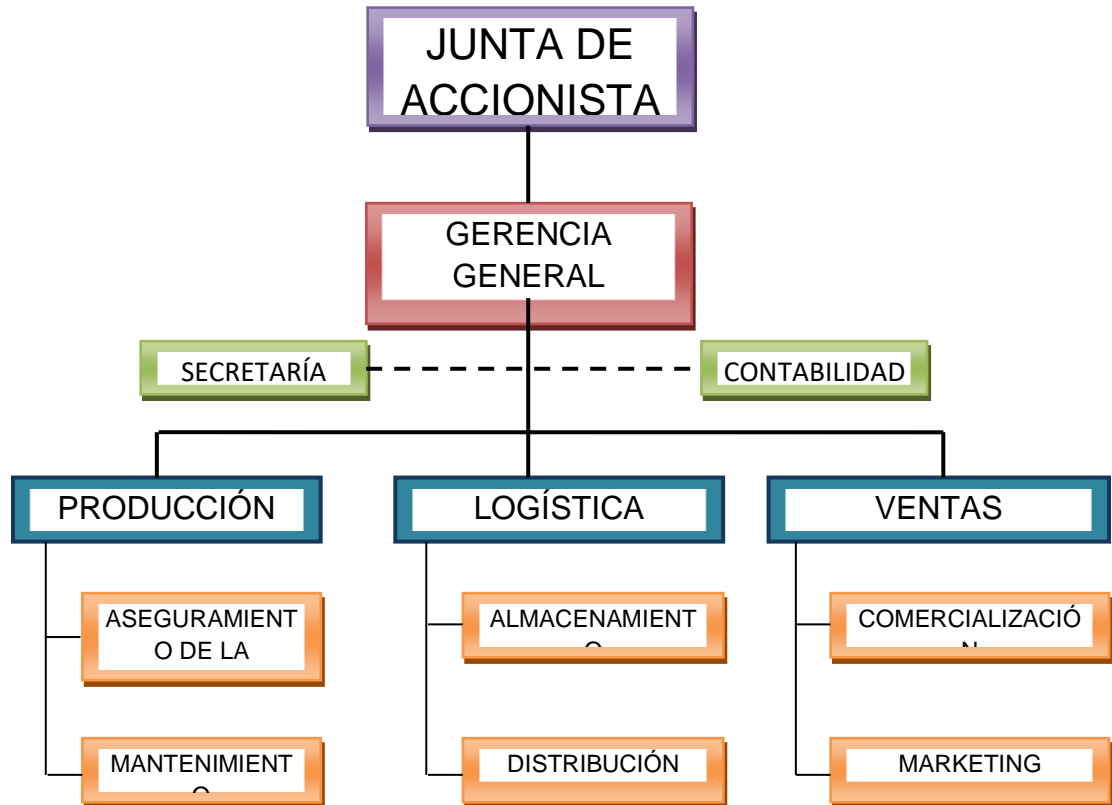 JUNTA DE
ACCIONISTA
GERENCIA
GENERAL
SECRETARÍA
CONTABILIDAD
PRODUCCIÓN
LOGÍSTICA
VENTAS
ASEGURAMIENT
O DE LA
ALMACENAMIENT
O
COMERCIALIZACIÓ
N
MANTENIMIENT
O
DISTRIBUCIÓN
MARKETING